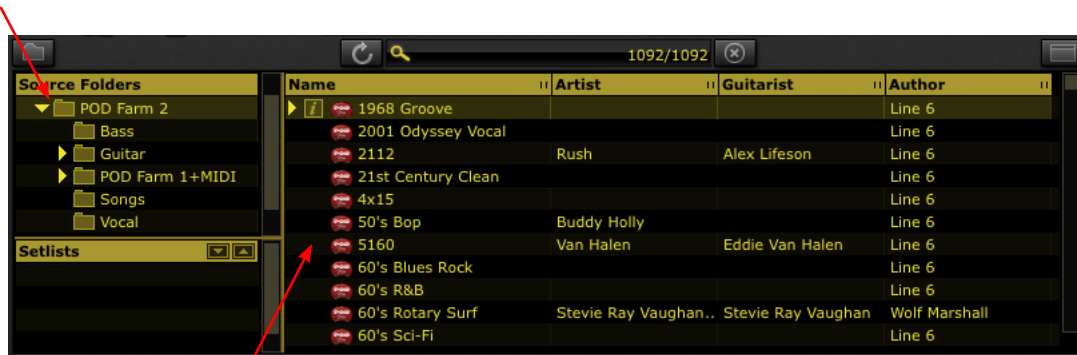 1092/1092
Source Folders
POD Farm 2
Bass
Guitar
POD Farm 1+MIDI
Songs
Vocal
Setlists
Name Artist Guitarist Author
i 1968 Groove Line 6
2001 Odyssey Vocal Line 6
2112 Rush Alex Lifeson Line 6
21st Century Clean Line 6
4x15 Line 6
50's Bop Buddy Holly Line 6
5160 Van Halen Eddie Van Halen Line 6
60's Blues Rock Line 6
60's R&B Line 6
60's Rotary Surf Stevie Ray Vaughan.. Stevie Ray Vaughan Wolf Marshall
60's Sci-Fi Line 6